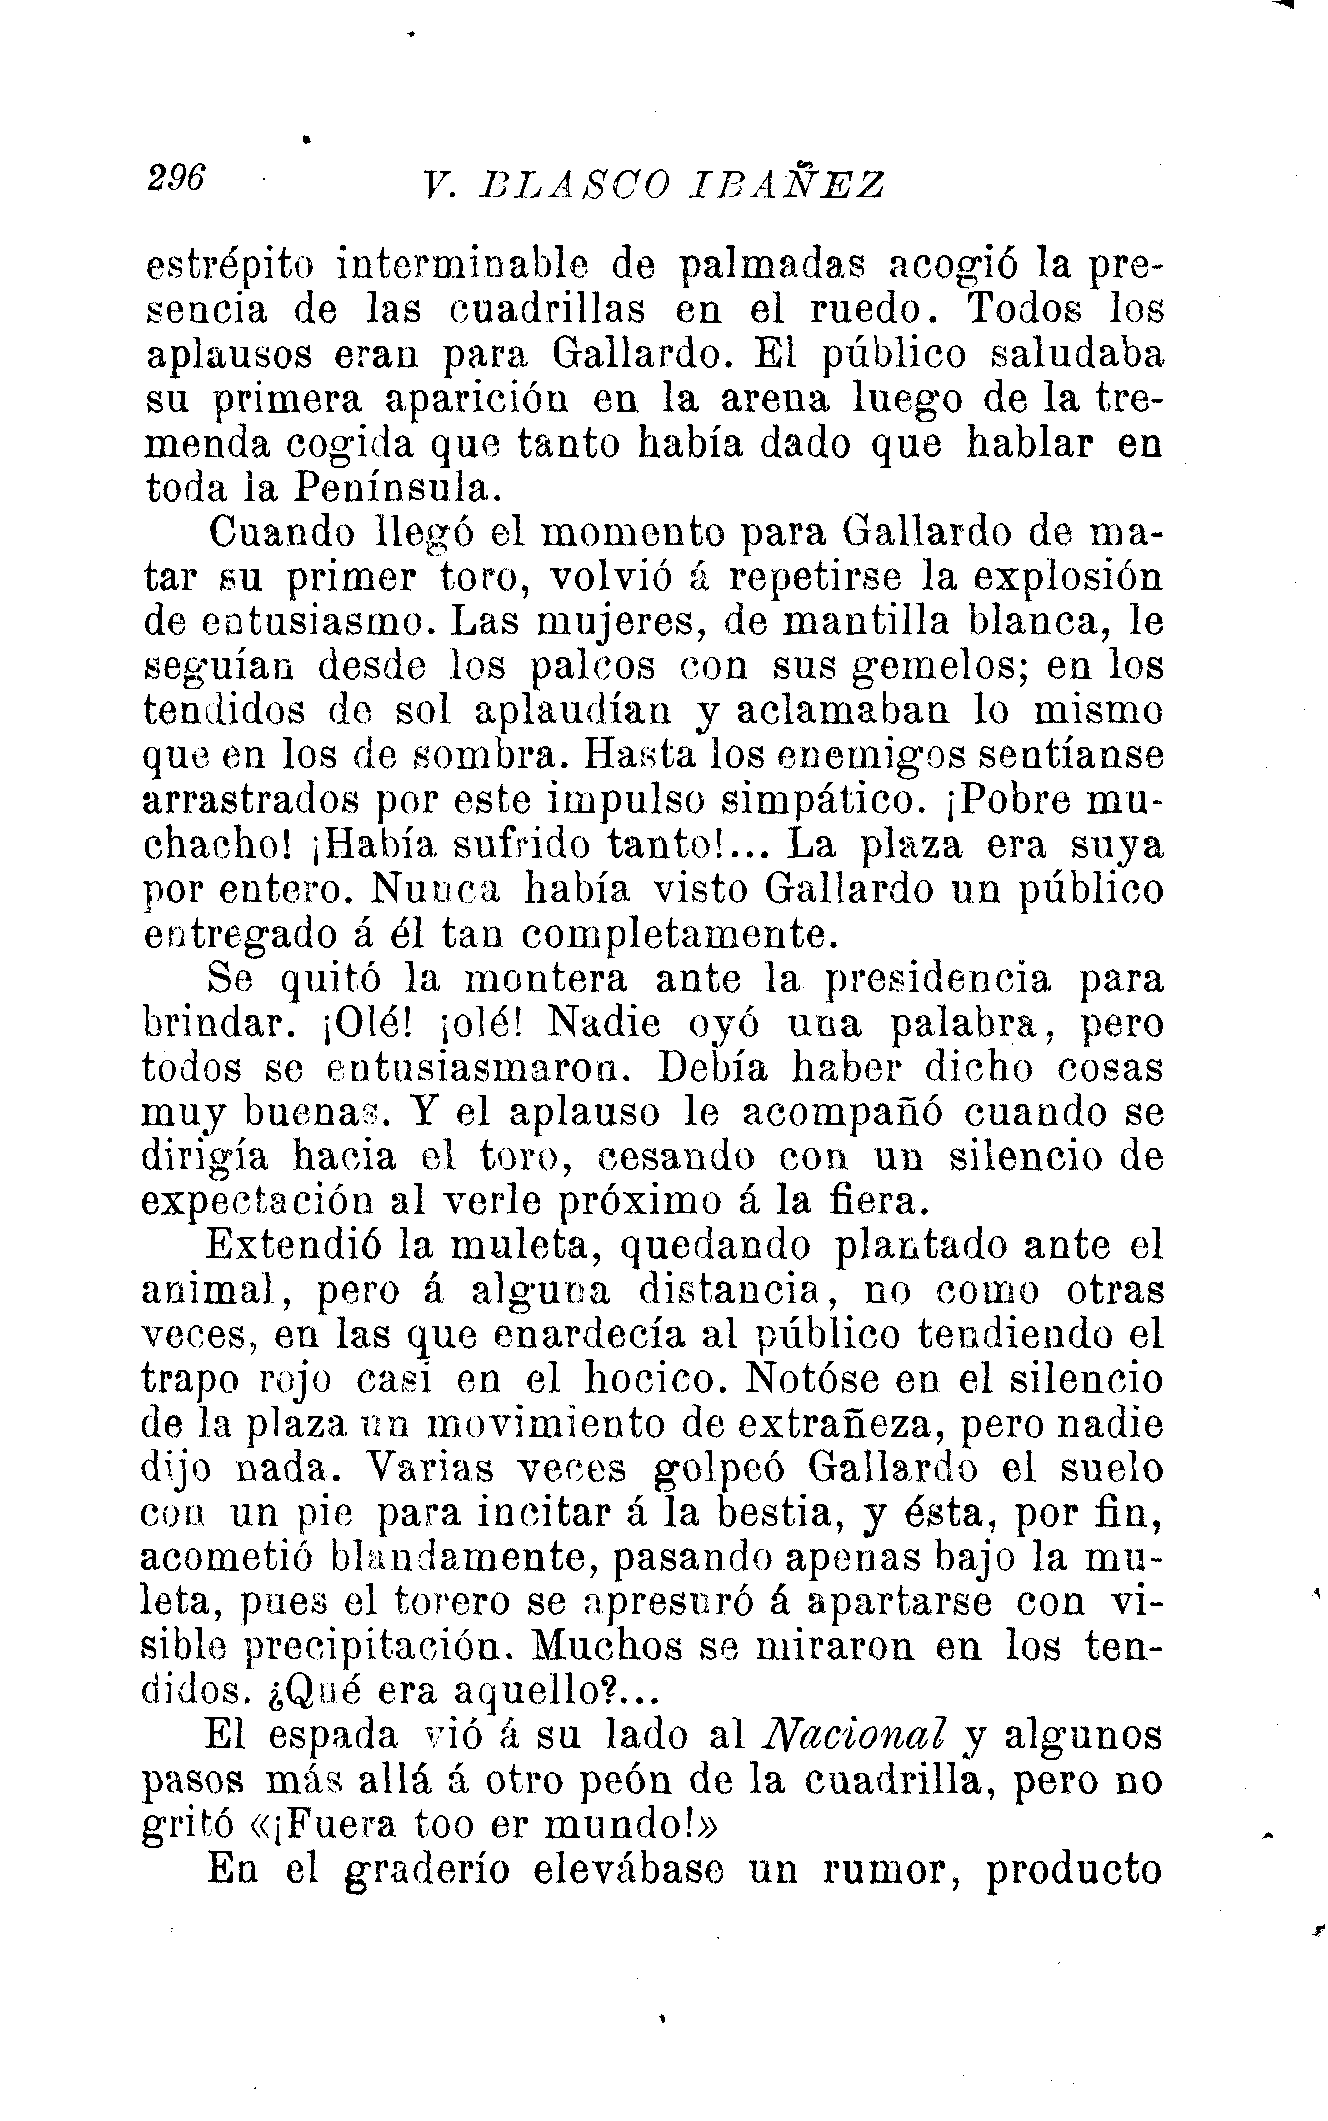 296 V. BLASCO IBAÑEZ
estrépito interminable de palmadas acogió la pre-
sencia de las cuadrillas en el ruedo. Todos los
aplausos eran para Gallardo. El público saludaba
su primera aparición en la arena luego de la tre-
menda cogida que tanto había dado que hablar en
toda la Península.
Cuando llegó el momento para Gallardo de ma-
tar su primer toro, volvió á repetirse la explosión
de entusiasmo. Las mujeres, de mantilla blanca, le
seguían desde los palcos con sus gemelos; en los
tendidos de sol aplaudían y aclamaban lo mismo
que en los de sombra. Hasta los enemigos sentíanse
arrastrados por este impulso simpático. ¡Pobre mu-
chacho! ¡Había sufrido tanto!... La plaza era suya
por entero. Nunca había visto Gallardo un público
entregado á él tan completamente.
Se quitó la montera ante la presidencia para
brindar. ¡Olé! ¡olé! Nadie oyó una palabra, pero
todos se entusiasmaron. Debía haber dicho cosas
muy buenas. Y el aplauso le acompañó cuando se
dirigía hacia el toro, cesando con un silencio de
expectación al verle próximo á la fiera.
Extendió la muleta, quedando plantado ante el
animal, pero á alguna distancia, no como otras
veces, en las que enardecía al público tendiendo el
trapo rojo casi en el hocico. Notóse en el silencio
de la plaza un movimiento de extrañeza, pero nadie
dijo nada. Varias veces golpeó Gallardo el suelo
con un pie para incitar á la bestia, y ésta, por fin,
acometió blandamente, pasando apenas bajo la mu-
leta, pues el torero se apresuró á apartarse con vi-
sible precipitación. Muchos se miraron en los ten-
didos. ¿Qué era aquello?...
El espada vió á su lado al Nacional y algunos
pasos más allá á otro peón de la cuadrilla, pero no
gritó «¡Fuera too er mundo!»
En el graderío elevábase un rumor, producto